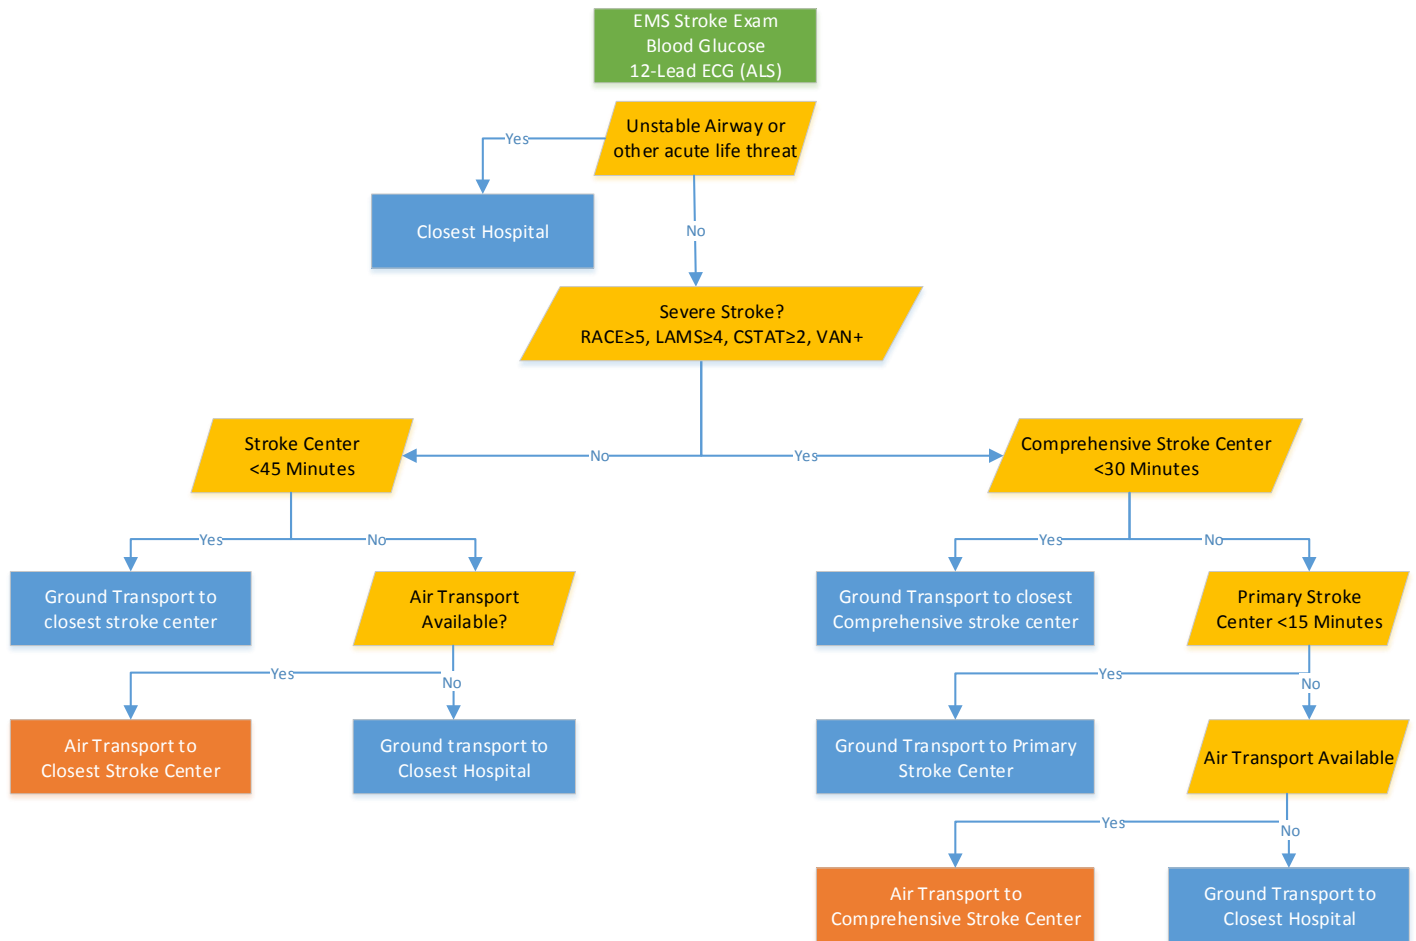 EMS Stroke Exam
Blood Glucose
12-Lead ECG (ALS)
Unstable Airway or
other acute life threat
Yes
Closest Hospital
No
Severe Stroke?
RACE≥5, LAMS≥4, CSTAT≥2, VAN+
Stroke Center
<45 Minutes
No
Yes
Comprehensive Stroke Center
<30 Minutes
Yes
No
Yes
No
Ground Transport to
closest stroke center
Air Transport
Available?
Ground Transport to closest
Comprehensive stroke center
Primary Stroke
Center <15 Minutes
Yes
No
Yes
No
Air Transport to
Closest Stroke Center
Ground transport to
Closest Hospital
Ground Transport to Primary
Stroke Center
Air Transport Available
Yes
No
Air Transport to
Comprehensive Stroke Center
Ground Transport to
Closest Hospital